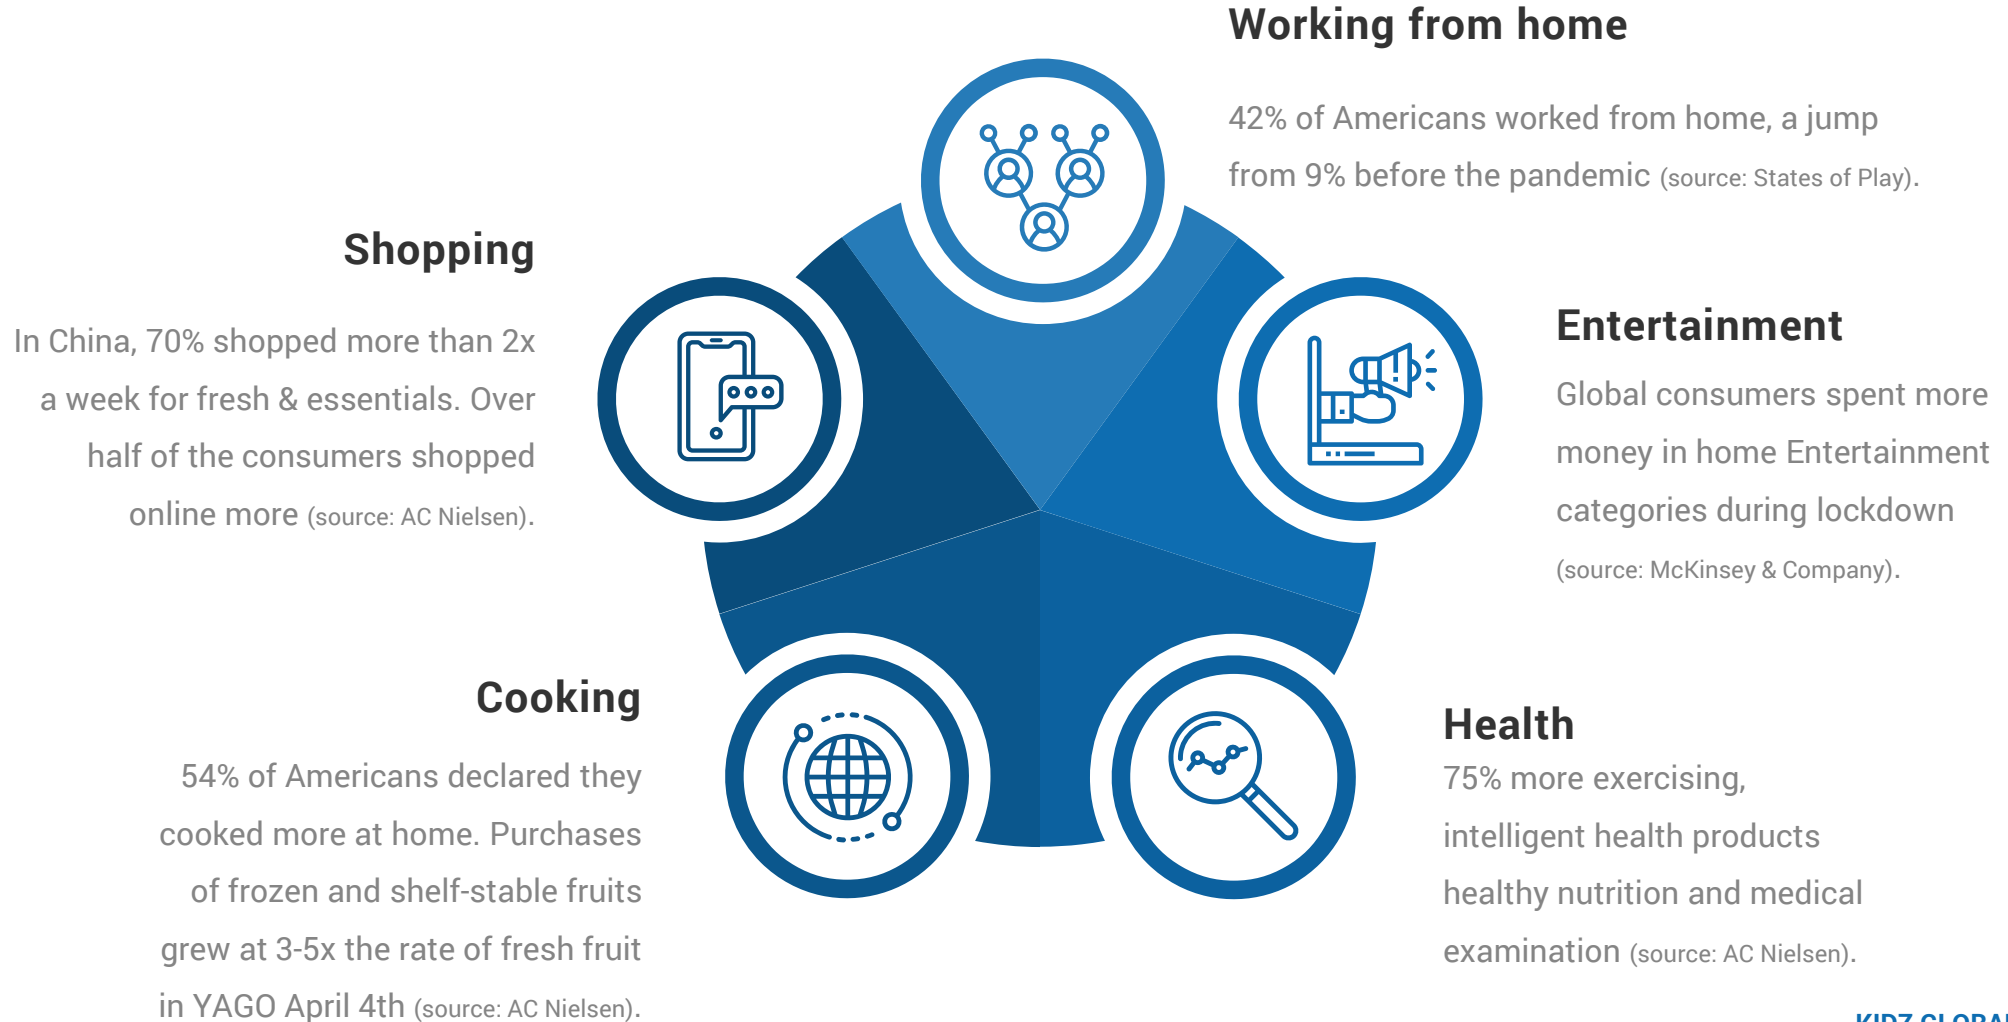 Working from home
42% of Americans worked from home, a jump
from 9% before the pandemic (source: States of Play).
Shopping
In China, 70% shopped more than 2x
a week for fresh & essentials. Over
half of the consumers shopped
online more (source: AC Nielsen).
Entertainment
Global consumers spent more
money in home Entertainment
categories during lockdown
(source: McKinsey & Company).
Cooking
54% of Americans declared they
cooked more at home. Purchases
of frozen and shelf-stable fruits
grew at 3-5x the rate of fresh fruit
in YAGO April 4th (source: AC Nielsen).
Health
75% more exercising,
intelligent health products
healthy nutrition and medical
examination (source: AC Nielsen).